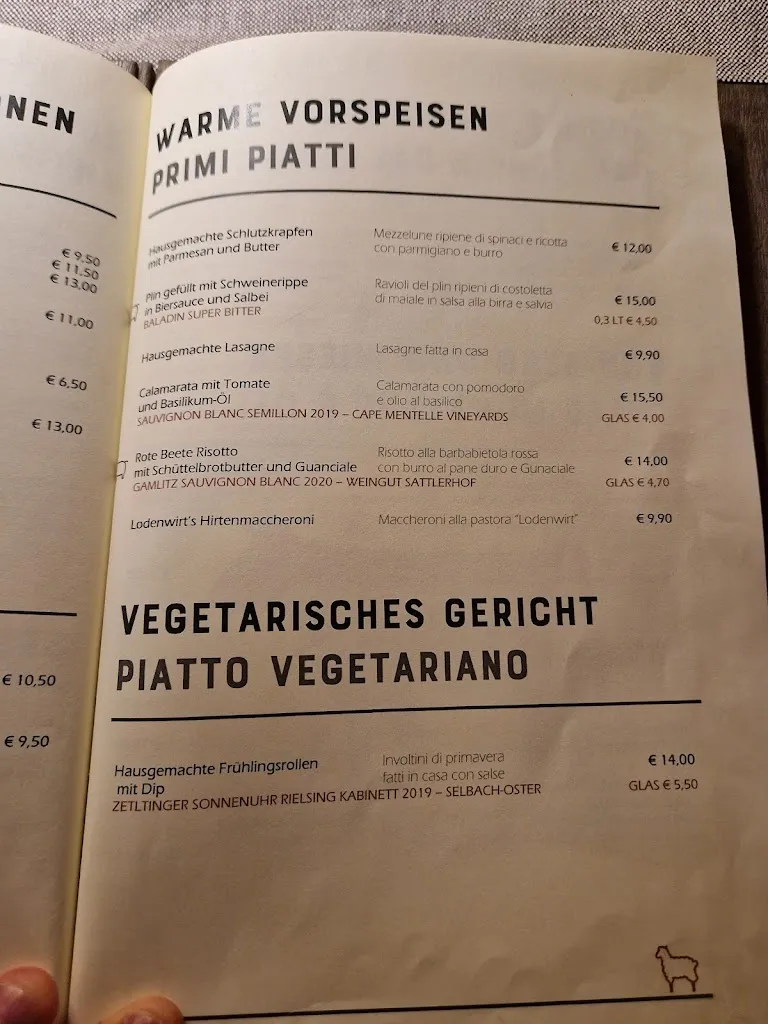 NEN
€ 9,50
€ 11,50
€ 13,00
€ 11,00
€ 6,50
€ 13,00
€ 10,50
€ 9,50
WARME VORSPEISEN
PRIMI PIATTI
Hausgemachte Schlutzkrapfen
mit Parmesan und Butter
Mezzelune ripiene di spinaci e ricotta
con parmigiano e burro
€ 12,00
Plin gefüllt mit Schweinerippe
in Biersauce und Salbei
Ravioli del plin ripieni di costoletta
di maiale in salsa alla birra e salvia
€ 15,00
BALADIN SUPER BITTER
0,3 LT € 4,50
Hausgemachte Lasagne
Lasagne fatta in casa
€ 9,90
Calamarata mit Tomate
und Basilikum-Öl
Calamarata con pomodoro
e olio al basilico
€ 15,50
SAUVIGNON BLANC SEMILLON 2019 – CAPE MENTELLE VINEYARDS
GLAS € 4,00
Rote Beete Risotto
mit Schüttelbrotbutter und Guanciale
Risotto alla barbabietola rossa
con burro al pane duro e Gunaciale
€ 14,00
GAMLITZ SAUVIGNON BLANC 2020 – WEINGUT SATTLERHOF
GLAS € 4,70
Lodenwirt's Hirtenmaccheroni
Maccheroni alla pastora "Lodenwirt"
€ 9,90
VEGETARISCHES GERICHT
PIATTO VEGETARIANO
Hausgemachte Frühlingsrollen
mit Dip
Involtini di primavera
fatti in casa con salse
€ 14,00
ZETLTINGER SONNENUHR RIELSING KABINETT 2019 – SELBACH-OSTER
GLAS € 5,50